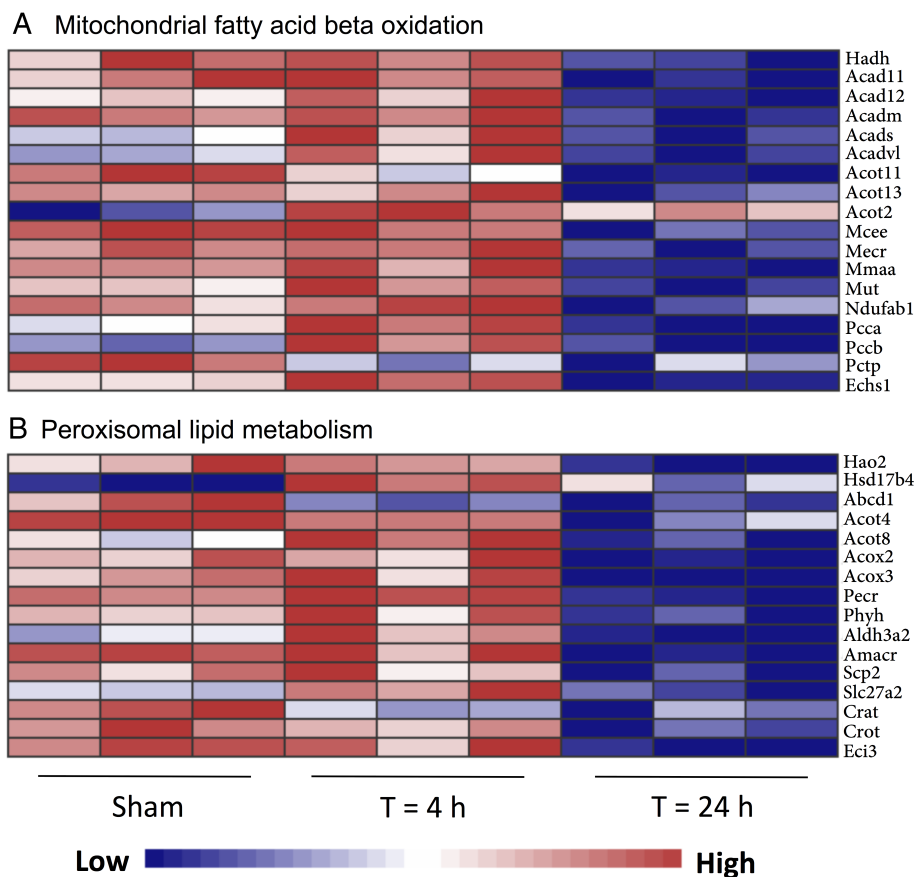 A Mitochondrial fatty acid beta oxidation
Hadh
Acad11
Acad12
Acadm
Acads
Acadvl
Acot11
Acot13
Acot2
Mcee
Mecr
Mmaa
Mut
Ndufab1
Pcca
Pccb
Pctp
Echs1
B Peroxisomal lipid metabolism
Hao2
Hsd17b4
Abcd1
Acot4
Acot8
Acox2
Acox3
Pecr
Phyh
Aldh3a2
Amacr
Scp2
Slc27a2
Crat
Crot
Eci3
Sham T = 4 h T = 24 h
Low High